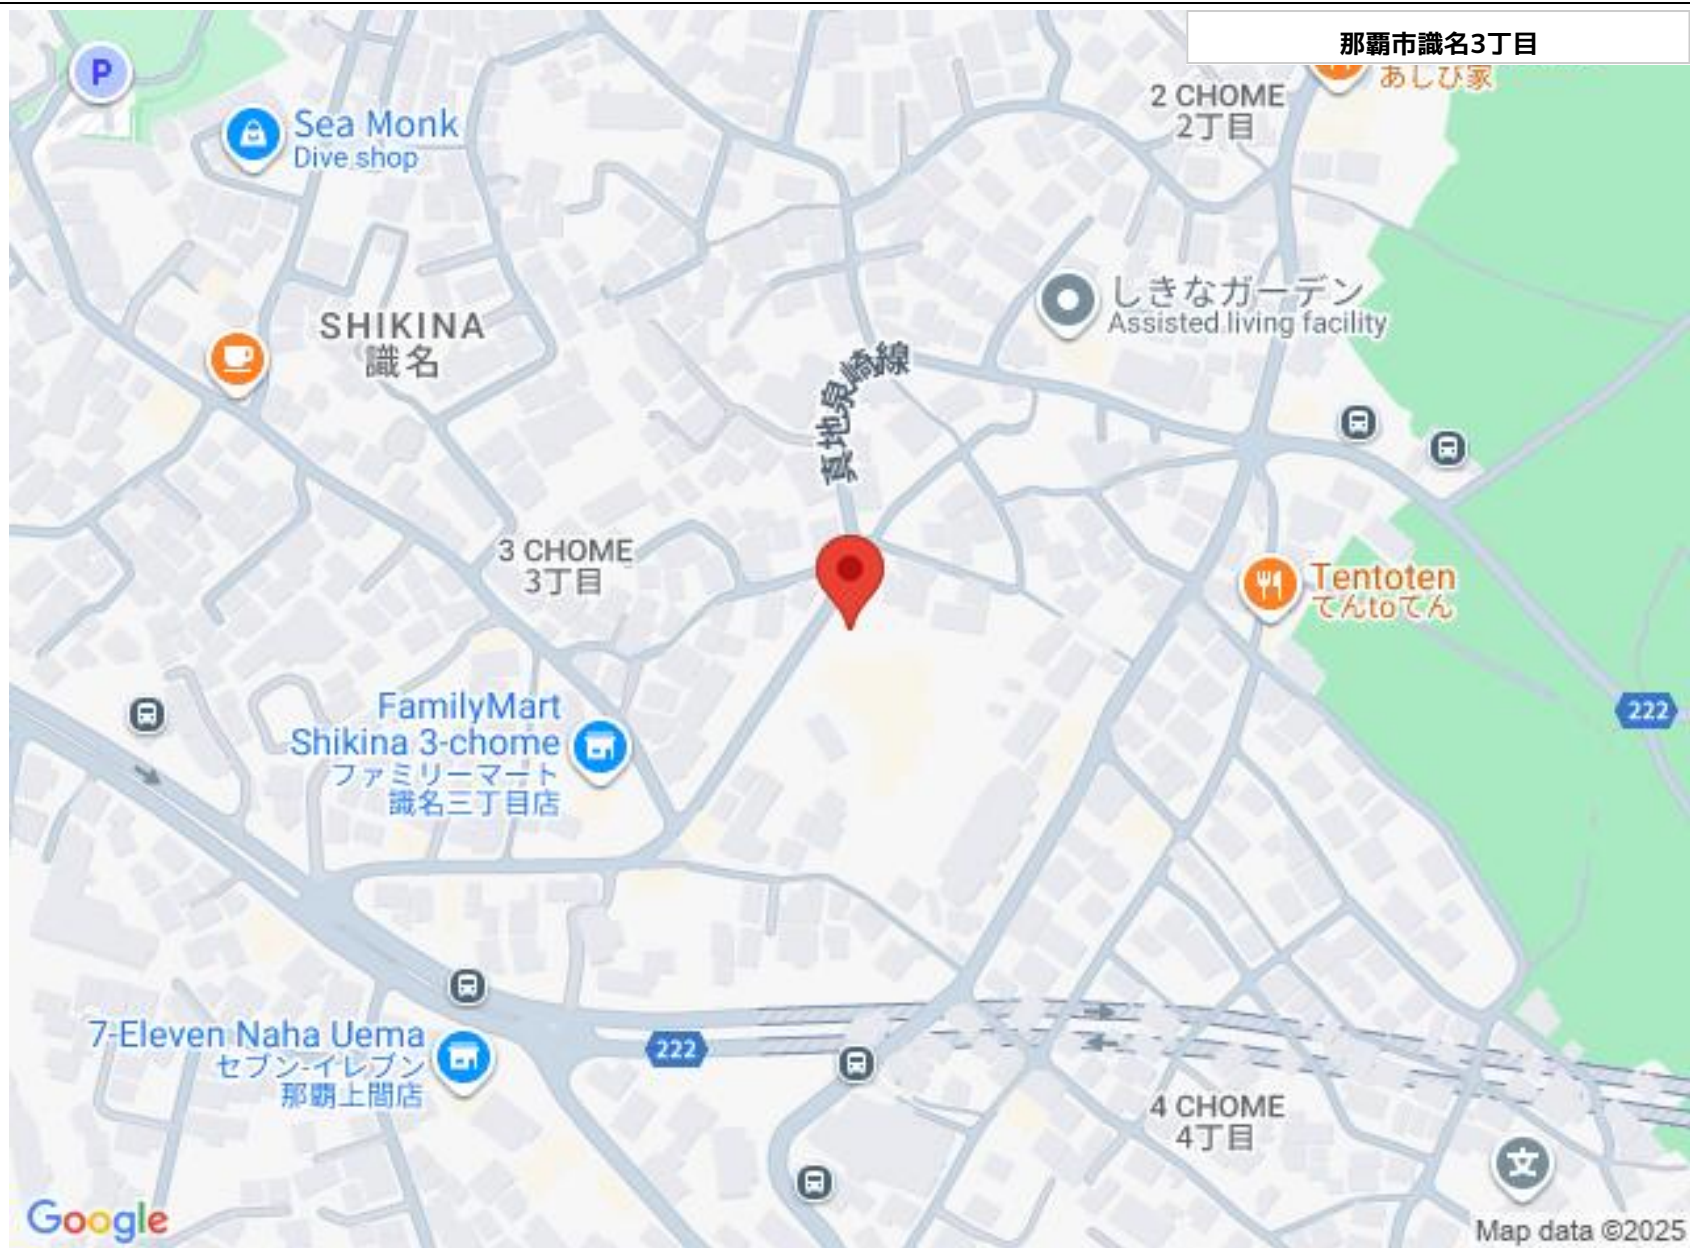 那覇市識名3丁目
あしび家
2 CHOME
2丁目
P
Sea Monk
Dive shop
しきなガーデン
Assisted living facility
SHIKINA
識名
真地泉崎線
3 CHOME
3丁目
Tentoten
てんtoてん
FamilyMart
Shikina 3-chome
ファミリーマート
識名三丁目店
222
7-Eleven Naha Uema
セブン-イレブン
那覇上間店
222
4 CHOME
4丁目
文
Google
Map data ©2025